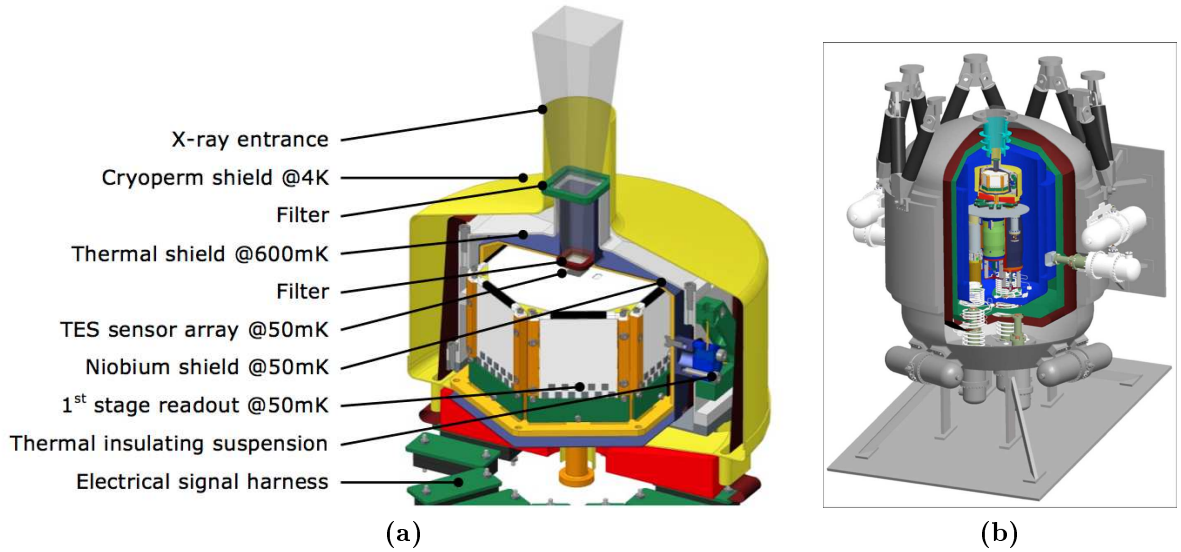 X-ray entrance
Cryoperm shield @4K
Filter
Thermal shield @600mK
Filter
TES sensor array @50mK
Niobium shield @50mK
1st stage readout @50mK
Thermal insulating suspension
Electrical signal harness
(a)
(b)